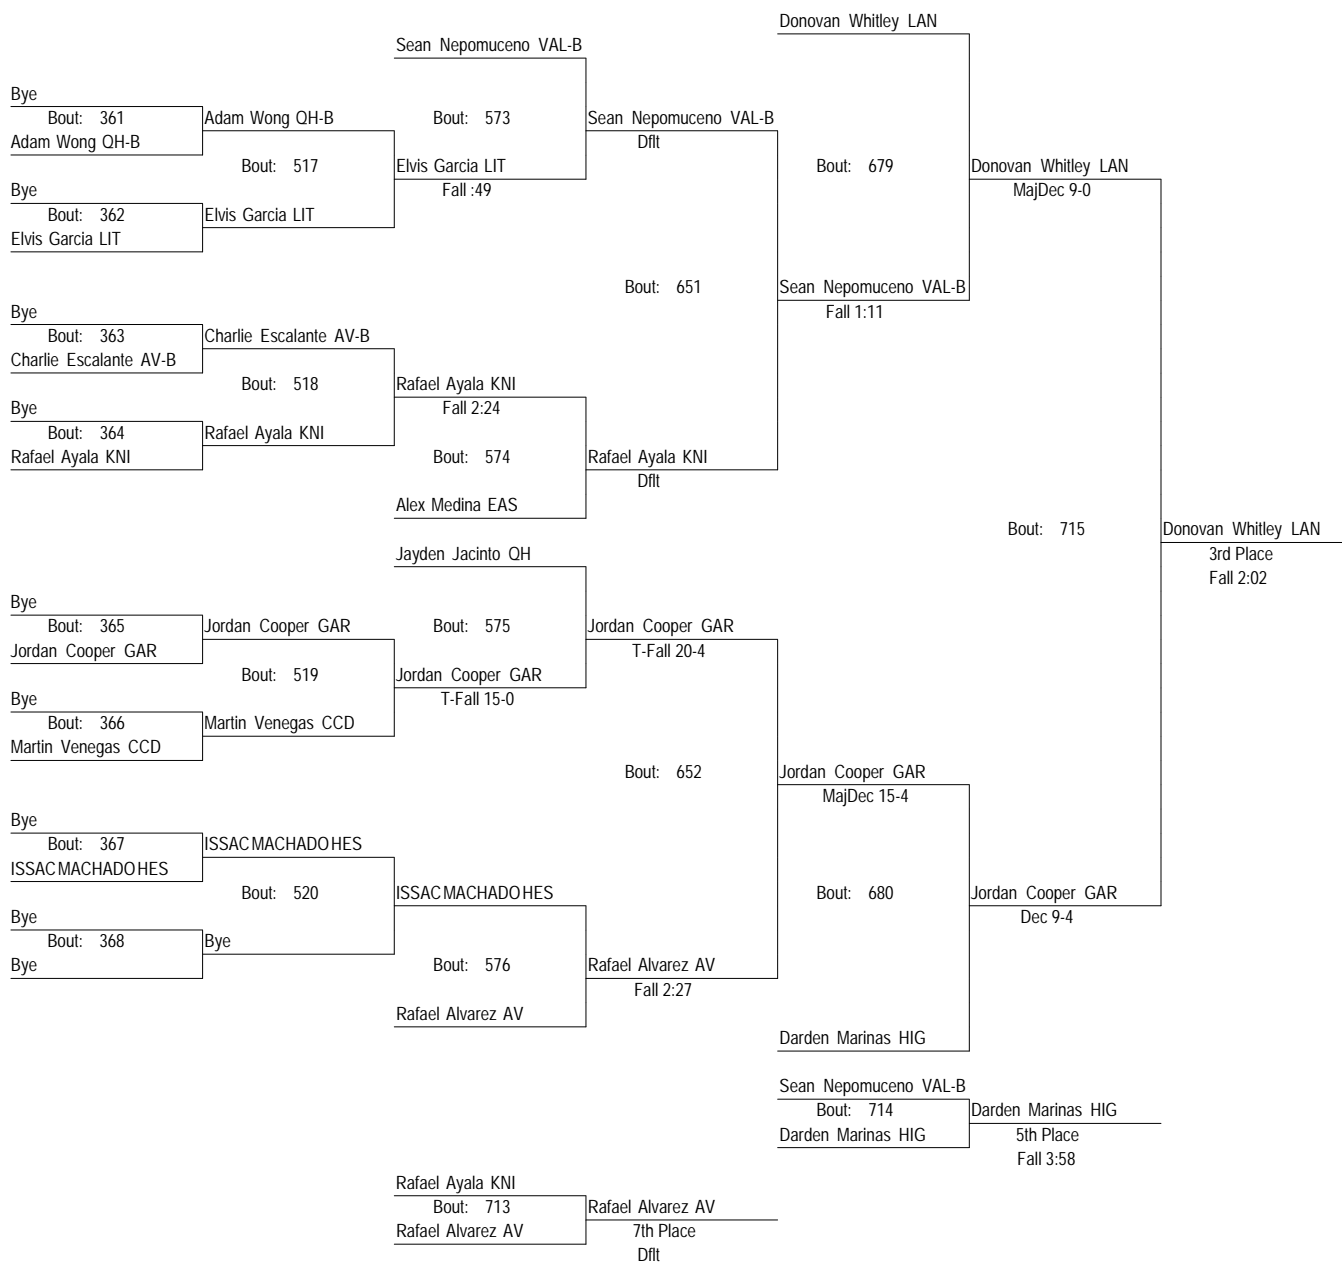 Donovan Whitley LAN
Sean Nepomuceno VAL-B
Bye
Bout: 361
Adam Wong QH-B
Adam Wong QH-B
Bout: 573
Sean Nepomuceno VAL-B
Dflt
Bout: 517
Elvis Garcia LIT
Fall :49
Bout: 679
Donovan Whitley LAN
MajDec 9-0
Bye
Bout: 362
Elvis Garcia LIT
Elvis Garcia LIT
Bout: 651
Sean Nepomuceno VAL-B
Fall 1:11
Bye
Bout: 363
Charlie Escalante AV-B
Charlie Escalante AV-B
Bout: 518
Rafael Ayala KNI
Fall 2:24
Bye
Bout: 364
Rafael Ayala KNI
Rafael Ayala KNI
Bout: 574
Rafael Ayala KNI
Dflt
Alex Medina EAS
Bout: 715
Donovan Whitley LAN
3rd Place
Fall 2:02
Jayden Jacinto QH
Bye
Bout: 365
Jordan Cooper GAR
Jordan Cooper GAR
Bout: 575
Jordan Cooper GAR
T-Fall 20-4
Bout: 519
Jordan Cooper GAR
T-Fall 15-0
Bye
Bout: 366
Martin Venegas CCD
Martin Venegas CCD
Bout: 652
Jordan Cooper GAR
MajDec 15-4
Bye
Bout: 367
ISSAC MACHADO HES
ISSAC MACHADO HES
Bout: 520
ISSAC MACHADO HES
Bout: 680
Jordan Cooper GAR
Dec 9-4
Bye
Bout: 368
Bye
Bye
Bout: 576
Rafael Alvarez AV
Fall 2:27
Rafael Alvarez AV
Darden Marinas HIG
Sean Nepomuceno VAL-B
Bout: 714
Darden Marinas HIG
Darden Marinas HIG
5th Place
Fall 3:58
Rafael Ayala KNI
Bout: 713
Rafael Alvarez AV
Rafael Alvarez AV
7th Place
Dflt